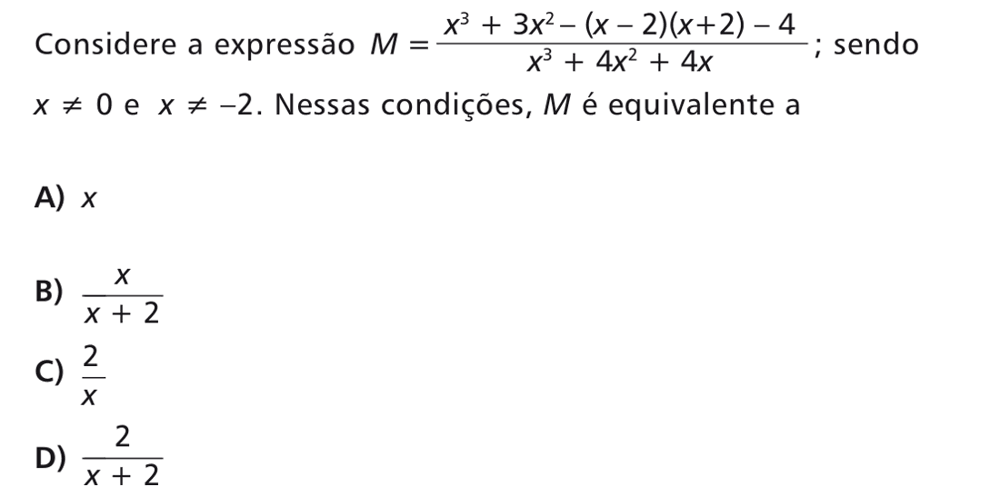 Considere a expressão M = (x³ + 3x² – (x – 2)(x+2) – 4) / (x³ + 4x² + 4x) ; sendo
x ≠ 0 e x ≠ –2. Nessas condições, M é equivalente a
A) x
B) x / (x + 2)
C) 2 / x
D) 2 / (x + 2)